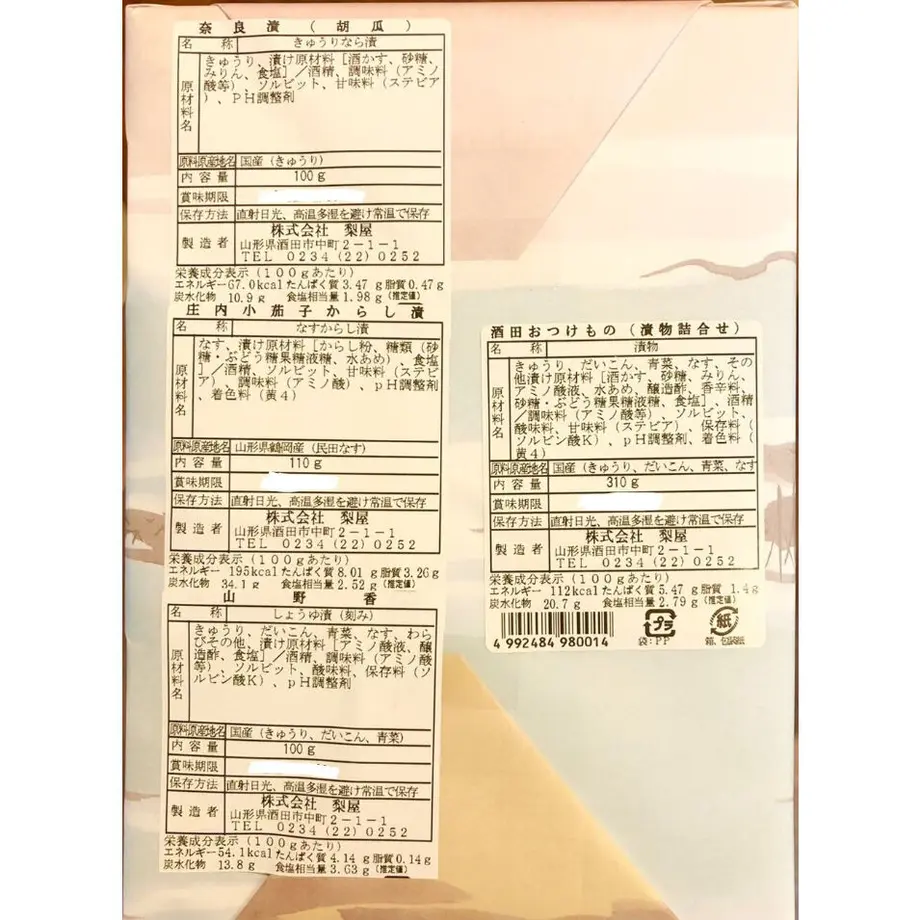 奈良漬(胡瓜)
名　称 きゅうりなら漬
原材料名 きゅうり、漬け原材料［酒かす、砂糖、
みりん、食塩］／酒精、調味料（アミノ
酸等）、ソルビット、甘味料（ステビア
）、ＰＨ調整剤
原料原産地名 国産（きゅうり）
内容量 100ｇ
賞味期限
保存方法 直射日光、高温多湿を避け常温で保存
製造者 株式会社　梨屋
山形県酒田市中町２－１－１
ＴＥＬ　０２３４（２２）０２５２
栄養成分表示（１００ｇあたり）
エネルギー67.0kcal たんぱく質 3.47 g 脂質 0.47 g
炭水化物 10.9 g 食塩相当量 1.98 g（推定値）
庄内小茄子からし漬
名　称 なすからし漬
原材料名 なす、漬け原材料［からし粉、糖類（砂
糖・ぶどう糖果糖液糖、水あめ）、食塩
］／酒精、ソルビット、甘味料（ステビ
ア）、調味料（アミノ酸）、ｐＨ調整剤
、着色料（黄４）
原料原産地名 山形県鶴岡産（民田なす）
内容量 110ｇ
賞味期限
保存方法 直射日光、高温多湿を避け常温で保存
製造者 株式会社　梨屋
山形県酒田市中町２－１－１
ＴＥＬ　０２３４（２２）０２５２
栄養成分表示（１００ｇあたり）
エネルギー 195kcal たんぱく質 8.01 g 脂質 3.26 g
炭水化物 34.1 g 食塩相当量 2.52 g（推定値）
山野香
名　称 しょうゆ漬（刻み）
原材料名 きゅうり、だいこん、青菜、なす、わら
びその他、漬け原材料［アミノ酸液、醸
造酢、食塩］／酒精、調味料（アミノ酸
等）、ソルビット、酸味料、保存料（ソ
ルビン酸Ｋ）、ｐＨ調整剤
原料原産地名 国産（きゅうり、だいこん、青菜）
内容量 100ｇ
賞味期限
保存方法 直射日光、高温多湿を避け常温で保存
製造者 株式会社　梨屋
山形県酒田市中町２－１－１
ＴＥＬ　０２３４（２２）０２５２
栄養成分表示（１００ｇあたり）
エネルギー54.1kcal たんぱく質 4.14 g 脂質 0.14 g
炭水化物 13.8 g 食塩相当量 3.63 g（推定値）
酒田おつけもの（漬物詰合せ）
名　称 漬物
原材料名 きゅうり、だいこん、青菜、なす、その
他漬け原材料［酒かす、砂糖、みりん、
アミノ酸液、水あめ、醸造酢、香辛料、
砂糖・ぶどう糖果糖液糖、食塩］、酒精
／調味料（アミノ酸等）、ソルビット、
酸味料、甘味料（ステビア）、保存料（
ソルビン酸Ｋ）、ｐＨ調整剤、着色料（
黄４）
原料原産地名 国産（きゅうり、だいこん、青菜、なす
内容量 310ｇ
賞味期限
保存方法 直射日光、高温多湿を避け常温で保存
製造者 株式会社　梨屋
山形県酒田市中町２－１－１
ＴＥＬ　０２３４（２２）０２５２
栄養成分表示（１００ｇあたり）
エネルギー 112kcal たんぱく質 5.47 g 脂質 1.4 g
炭水化物 20.7 g 食塩相当量 2.79 g（推定値）
4 992484 980014
プラ
袋：ＰＰ
紙
箱、包装紙